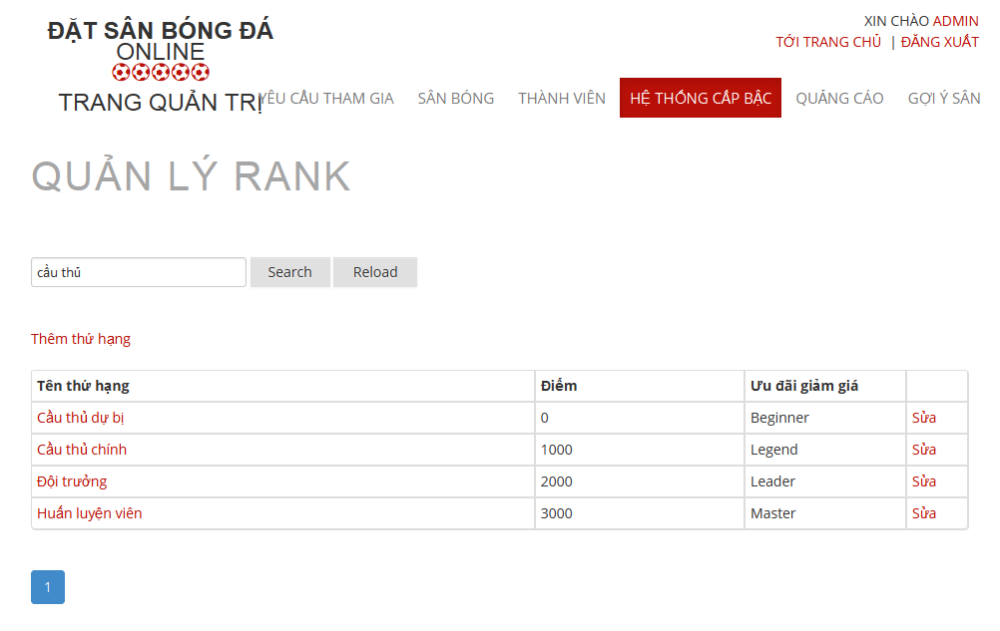 ĐẶT SÂN BÓNG ĐÁ
ONLINE
TRANG QUẢN TRỊ
XIN CHÀO ADMIN
TỚI TRANG CHỦ | ĐĂNG XUẤT
YÊU CẦU THAM GIA SÂN BÓNG THÀNH VIÊN HỆ THỐNG CẤP BẬC QUẢNG CÁO GỢI Ý SÂN
QUẢN LÝ RANK
cầu thủ Search Reload
Thêm thứ hạng
Tên thứ hạng Điểm Ưu đãi giảm giá
Cầu thủ dự bị 0 Beginner Sửa
Cầu thủ chính 1000 Legend Sửa
Đội trưởng 2000 Leader Sửa
Huấn luyện viên 3000 Master Sửa
1